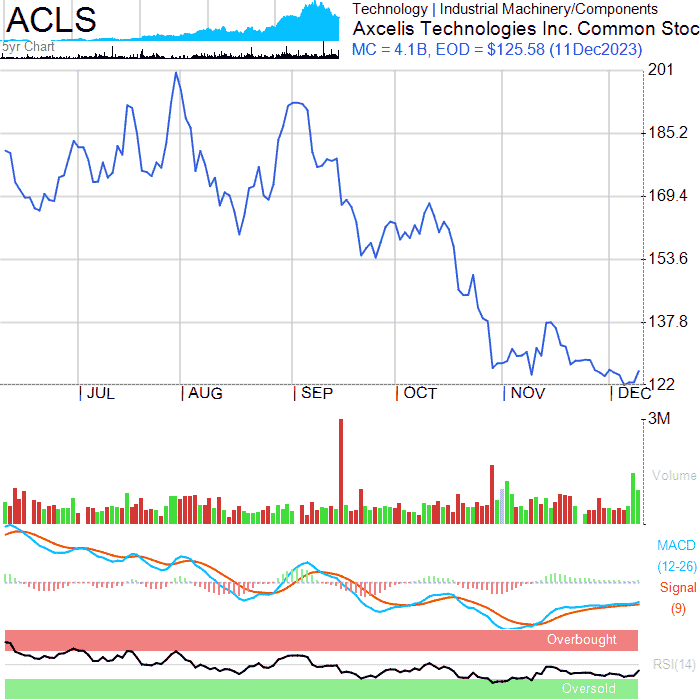 ACLS
5yr Chart
Technology | Industrial Machinery/Components
Axcelis Technologies Inc. Common Stoc
MC = 4.1B, EOD = $125.58 (11Dec2023)
201
185.2
169.4
153.6
137.8
122
| JUL | AUG | SEP | OCT | NOV | DEC
3M
Volume
MACD
(12-26)
Signal
(9)
Overbought
RSI(14)
Oversold